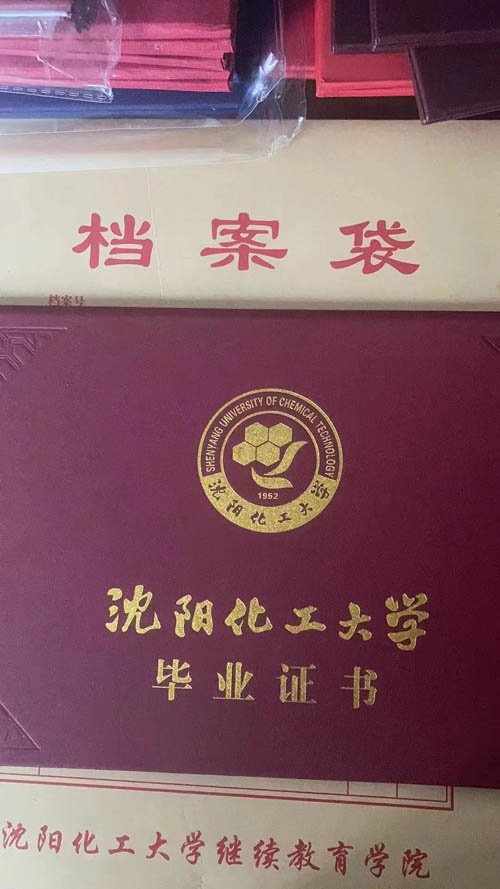 档案袋
档案号
SHENYANG UNIVERSITY OF CHEMICAL TECHNOLOGY
1952
沈阳化工大学
沈阳化工大学
毕业证书
沈阳化工大学继续教育学院